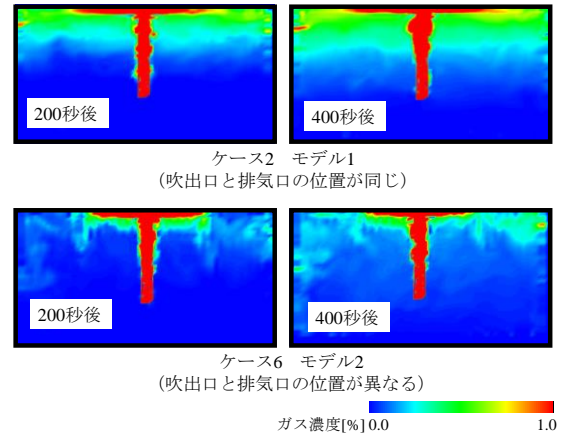 200秒後
400秒後
ケース2　モデル1
（吹出口と排気口の位置が同じ）
200秒後
400秒後
ケース6　モデル2
（吹出口と排気口の位置が異なる）
ガス濃度[%] 0.0 1.0